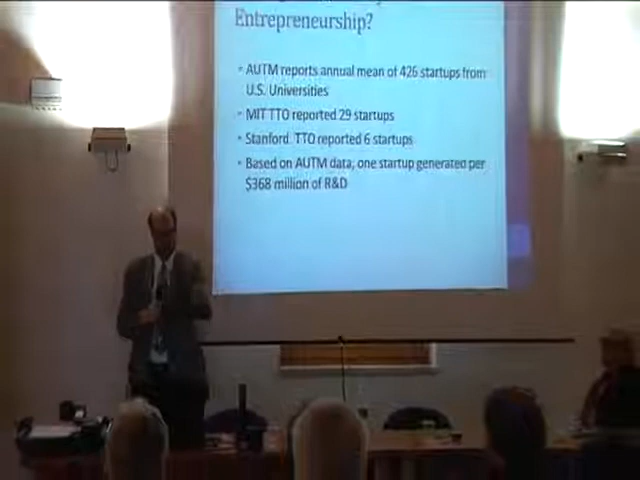 Entrepreneurship?
• AUTM reports annual mean of 426 startups from
U.S. Universities
• MIT TTO reported 29 startups
• Stanford TTO reported 6 startups
• Based on AUTM data, one startup generated per
$368 million of R&D